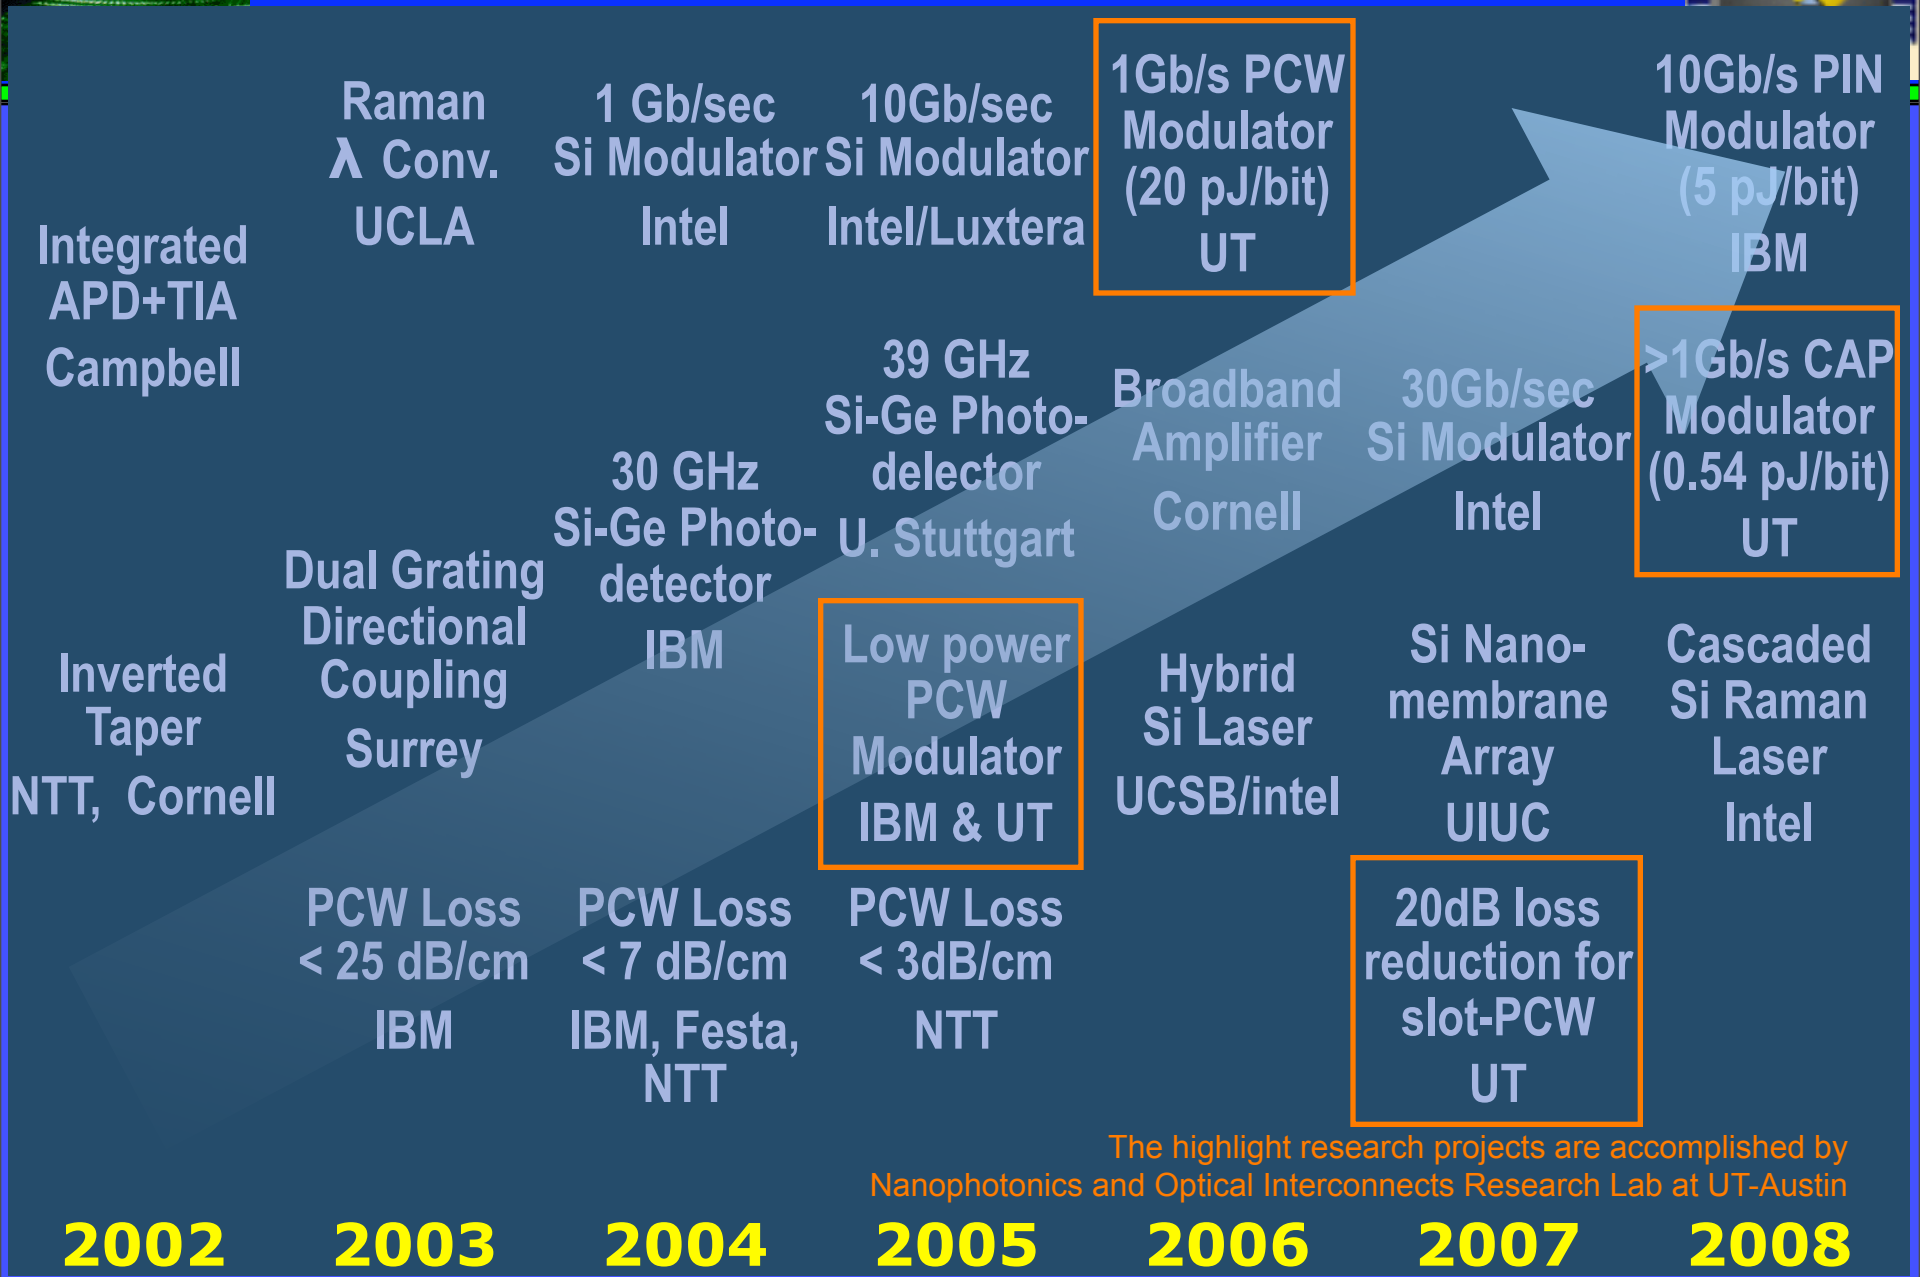 Integrated
APD+TIA
Campbell
Inverted
Taper
NTT, Cornell
2002
Raman
λ Conv.
UCLA
Dual Grating
Directional
Coupling
Surrey
PCW Loss
< 25 dB/cm
IBM
2003
1 Gb/sec
Si Modulator
Intel
30 GHz
Si-Ge Photo-
detector
IBM
PCW Loss
< 7 dB/cm
IBM, Festa,
NTT
2004
10Gb/sec
Si Modulator
Intel/Luxtera
39 GHz
Si-Ge Photo-
delector
U. Stuttgart
Low power
PCW
Modulator
IBM & UT
PCW Loss
< 3dB/cm
NTT
2005
1Gb/s PCW
Modulator
(20 pJ/bit)
UT
Broadband
Amplifier
Cornell
Hybrid
Si Laser
UCSB/intel
2006
30Gb/sec
Si Modulator
Intel
Si Nano-
membrane
Array
UIUC
20dB loss
reduction for
slot-PCW
UT
2007
10Gb/s PIN
Modulator
(5 pJ/bit)
IBM
>1Gb/s CAP
Modulator
(0.54 pJ/bit)
UT
Cascaded
Si Raman
Laser
Intel
2008
The highlight research projects are accomplished by
Nanophotonics and Optical Interconnects Research Lab at UT-Austin